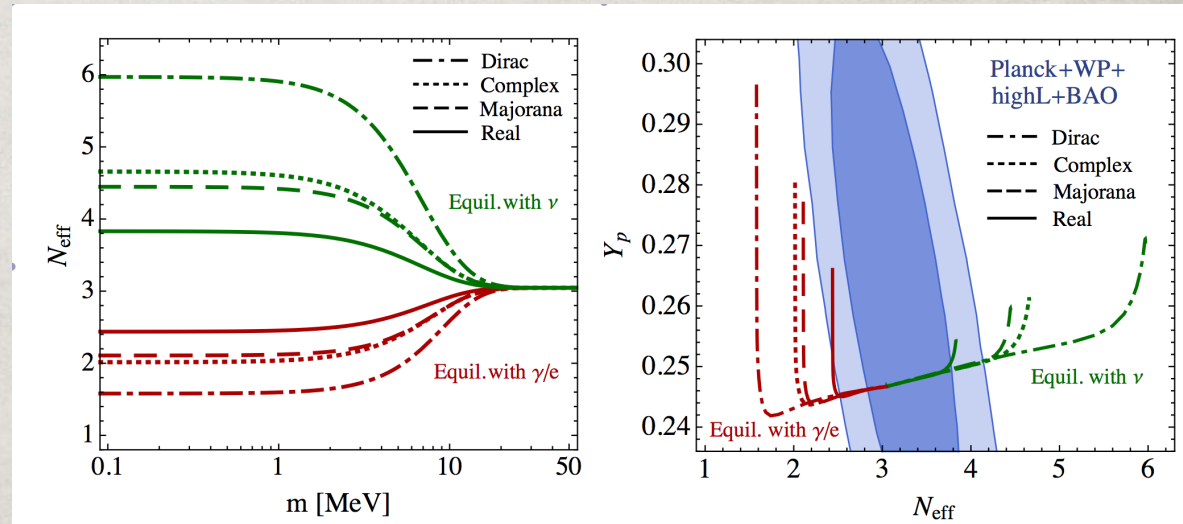 6
5
4
3
2
1
N_eff
Dirac
Complex
Majorana
Real
Equil.with ν
Equil.with γ/e
0.1
1
10
50
m [MeV]
0.30
0.29
0.28
0.27
0.26
0.25
0.24
Y_p
Planck+WP+
highL+BAO
Dirac
Complex
Majorana
Real
Equil. with ν
Equil. with γ/e
1
2
3
4
5
6
N_eff